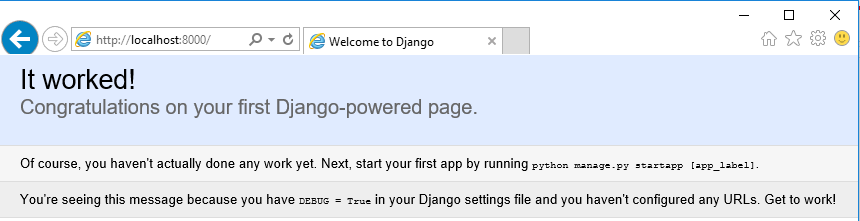 http://localhost:8000/
Welcome to Django
It worked!
Congratulations on your first Django-powered page.
Of course, you haven't actually done any work yet. Next, start your first app by running python manage.py startapp [app_label].
You're seeing this message because you have DEBUG = True in your Django settings file and you haven't configured any URLs. Get to work!